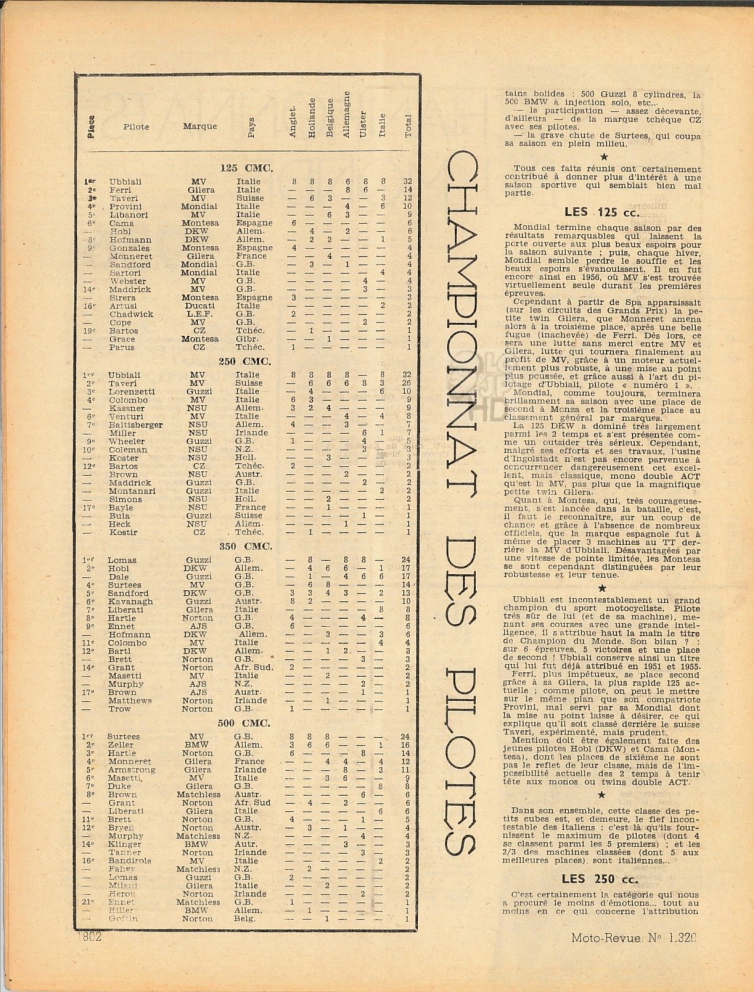 Place Pilote Marque Pays Anglet. Hollande Belgique Allemagne Ulster Italie Total
125 CMC.
1er Ubbiali MV Italie 8 8 8 6 8 8 32
2e Ferri Gilera Italie — — — 8 6 — 14
3e Taveri MV Suisse — 6 3 — — 3 12
4e Provini Mondial Italie — — — 4 — 6 10
5e Libanori MV Italie — — 6 3 — — 9
6e Cama Montesa Espagne 6 — — — — — 6
— Hobl DKW Allem. — 4 — 2 — — 6
8e Hofmann DKW Allem. — 2 2 — — 1 5
9e Gonzales Montesa Espagne 4 — — — — — 4
— Monneret Gilera France — — 4 — — — 4
— Sandford Mondial G.B. — 3 — 1 — — 4
— Sartori Mondial Italie — — — — — 4 4
— Webster MV G.B. — — — — 4 — 4
14e Maddrick MV G.B. — — — — 3 — 3
— Sirera Montesa Espagne 3 — — — — — 3
16e Artusi Ducati Italie — — — — — 2 2
— Chadwick L.E.F. G.B. 2 — — — — — 2
— Cope MV G.B. — — — — 2 — 2
19e Bartos CZ Tchéc. — 1 — — — — 1
— Grace Montesa Gibr. — — 1 — — — 1
— Parus CZ Tchéc. 1 — — — — — 1
250 CMC.
1er Ubbiali MV Italie 8 8 8 8 — 8 32
2e Taveri MV Suisse — 6 6 6 8 3 26
3e Lorenzetti Guzzi Italie — 4 — — — 6 10
4e Colombo MV Italie 6 3 — — — — 9
— Kassner NSU Allem. 3 2 4 — — — 9
6e Venturi MV Italie — — — 4 — 4 8
7e Baltisberger NSU Allem. 4 — — 3 — — 7
— Miller NSU Irlande — — — — 6 1 7
9e Wheeler Guzzi G.B. 1 — — — 4 — 5
10e Coleman NSU N.Z. — — — — 3 — 3
— Koster NSU Holl. — — 3 — — — 3
12e Bartos CZ Tchéc. 2 — — — — — 2
— Brown NSU Austr. — — — 2 — — 2
— Maddrick Guzzi G.B. — — — — 2 — 2
— Montanari Guzzi Italie — — — — — 2 2
— Simons NSU Holl. — — 2 — — — 2
17e Bayle NSU France — — 1 — — — 1
— Bula Guzzi Suisse — — — — 1 — 1
— Heck NSU Allem. — — — 1 — — 1
— Kostir CZ Tchéc. — 1 — — — — 1
350 CMC.
1er Lomas Guzzi G.B. — 8 — 8 8 — 24
2e Hobl DKW Allem. — 4 6 6 — 1 17
— Dale Guzzi G.B. — 1 — 4 6 6 17
4e Surtees MV G.B. — 6 8 — — — 14
5e Sandford DKW G.B. 3 3 4 3 — 2 13
6e Kavanagh Guzzi Austr. 8 2 — — — — 10
7e Liberati Gilera Italie — — — — — 8 8
8e Hartle Norton G.B. 4 — — — 4 — 8
9e Ennet AJS G.B. 6 — — — — — 6
— Hofmann DKW Allem. — — 3 — — 3 6
11e Colombo MV Italie — — — — — 4 4
12e Bartl DKW Allem. — — 1 2 — — 3
— Brett Norton G.B. — — — — 3 — 3
14e Grant Norton Afr. Sud. 2 — — — — — 2
— Masetti MV Italie — — 2 — — — 2
— Murphy AJS N.Z. — — — — 2 — 2
17e Brown AJS Austr. — — — — 1 — 1
— Matthews Norton Irlande — — 1 — — — 1
— Trow Norton G.B. 1 — — — — — 1
500 CMC.
1er Surtees MV G.B. 8 8 8 — — — 24
2e Zeller BMW Allem. 3 6 6 — — 1 16
3e Hartle Norton G.B. 6 — — — 8 — 14
4e Monneret Gilera France — — 4 4 — 4 12
5e Armstrong Gilera Irlande — — — 8 — 3 11
6e Masetti MV Italie — — 3 6 — — 9
7e Duke Gilera G.B. — — — — — 8 8
8e Brown Matchless Austr. — — — — 6 — 6
— Grant Norton Afr. Sud — 4 — 2 — — 6
— Liberati Gilera Italie — — — — — 6 6
11e Brett Norton G.B. 4 — — — 1 — 5
12e Bryen Norton Austr. — 3 — 1 — — 4
— Murphy Matchless N.Z. — — — — 4 — 4
14e Klinger BMW Autr. — — — 3 — — 3
— Tanner Norton Irlande — — — — 3 — 3
16e Bandirola MV Italie — — — — — 2 2
— Fahey Matchless N.Z. — 2 — — — — 2
— Lomas Guzzi G.B. 2 — — — — — 2
— Milani Gilera Italie — — 2 — — — 2
— Heron Norton Irlande — — — — 2 — 2
21e Ennet Matchless G.B. 1 — — — — — 1
— Hiller BMW Allem. — 1 — — — — 1
— Goffin Norton Belg. — — 1 — — — 1
CHAMPIONNAT DES PILOTES
tains bolides : 500 Guzzi 8 cylindres, la
500 BMW à injection solo, etc...
— la participation — assez décevante,
d'ailleurs — de la marque tchèque CZ
avec ses pilotes.
— la grave chute de Surtees, qui coupa
sa saison en plein milieu.
★
Tous ces faits réunis ont certainement
contribué à donner plus d'intérêt à une
saison sportive qui semblait bien mal
partie.
LES 125 cc.
Mondial termine chaque saison par des
résultats remarquables qui laissent la
porte ouverte aux plus beaux espoirs pour
la saison suivante ; puis, chaque hiver,
Mondial semble perdre le souffle et les
beaux espoirs s'évanouissent. Il en fut
encore ainsi en 1956, où MV s'est trouvée
virtuellement seule durant les premières
épreuves.
Cependant à partir de Spa apparaissait
(sur les circuits des Grands Prix) la pe-
tite twin Gilera, que Monneret amena
alors à la troisième place, après une belle
fugue (inachevée) de Ferri. Dès lors, ce
sera une lutte sans merci entre MV et
Gilera, lutte qui tournera finalement au
profit de MV, grâce à un moteur actuel-
lement plus robuste, à une mise au point
plus poussée, et grâce aussi à l'art du pi-
lotage d'Ubbiali, pilote « numéro 1 ».
Mondial, comme toujours, terminera
brillamment sa saison avec une place de
second à Monza et la troisième place au
classement général par marques.
La 125 DKW a dominé très largement
parmi les 2 temps et s'est présentée com-
me un outsider très sérieux. Cependant,
malgré ses efforts et ses travaux, l'usine
d'Ingolstadt n'est pas encore parvenue à
concurrencer dangereusement cet excel-
lent, mais classique, mono double ACT
qu'est la MV, pas plus que la magnifique
petite twin Gilera.
Quant à Montesa, qui, très courageuse-
ment, s'est lancée dans la bataille, c'est,
il faut le reconnaître, sur un coup de
chance et grâce à l'absence de nombreux
officiels, que la marque espagnole fut à
même de placer 3 machines au TT der-
rière la MV d'Ubbiali. Désavantagées par
une vitesse de pointe limitée, les Montesa
se sont cependant distinguées par leur
robustesse et leur tenue.
★
Ubbiali est incontestablement un grand
champion du sport motocycliste. Pilote
très sûr de lui (et de sa machine), me-
nant ses courses avec une grande intel-
ligence, il s'attribue haut la main le titre
de Champion du Monde. Son bilan ? :
sur 6 épreuves, 5 victoires et une place
de second ! Ubbiali conserve ainsi un titre
qui lui fut déjà attribué en 1951 et 1955.
Ferri, plus impétueux, se place second
grâce à sa Gilera, la plus rapide 125 ac-
tuelle ; comme pilote, on peut le mettre
sur le même plan que son compatriote
Provini, mal servi par sa Mondial dont
la mise au point laisse à désirer, ce qui
explique qu'il soit classé derrière le suisse
Taveri, expérimenté, mais prudent.
Mention doit être également faite des
jeunes pilotes Hobl (DKW) et Cama (Mon-
tesa), dont les places de sixième ne sont
pas le reflet de leur classe, mais de l'im-
possibilité actuelle des 2 temps à tenir
tête aux monos ou twins double ACT.
★
Dans son ensemble, cette classe des pe-
tits cubes est, et demeure, le fief incon-
testable des italiens ; c'est là qu'ils four-
nissent le maximum de pilotes (dont 4
se classent parmi les 5 premiers) ; et les
2/3 des machines classées (dont 5 aux
meilleures places) sont italiennes...
LES 250 cc.
C'est certainement la catégorie qui nous
a procuré le moins d'émotions... tout au
moins en ce qui concerne l'attribution
1802
Moto-Revue N° 1.320